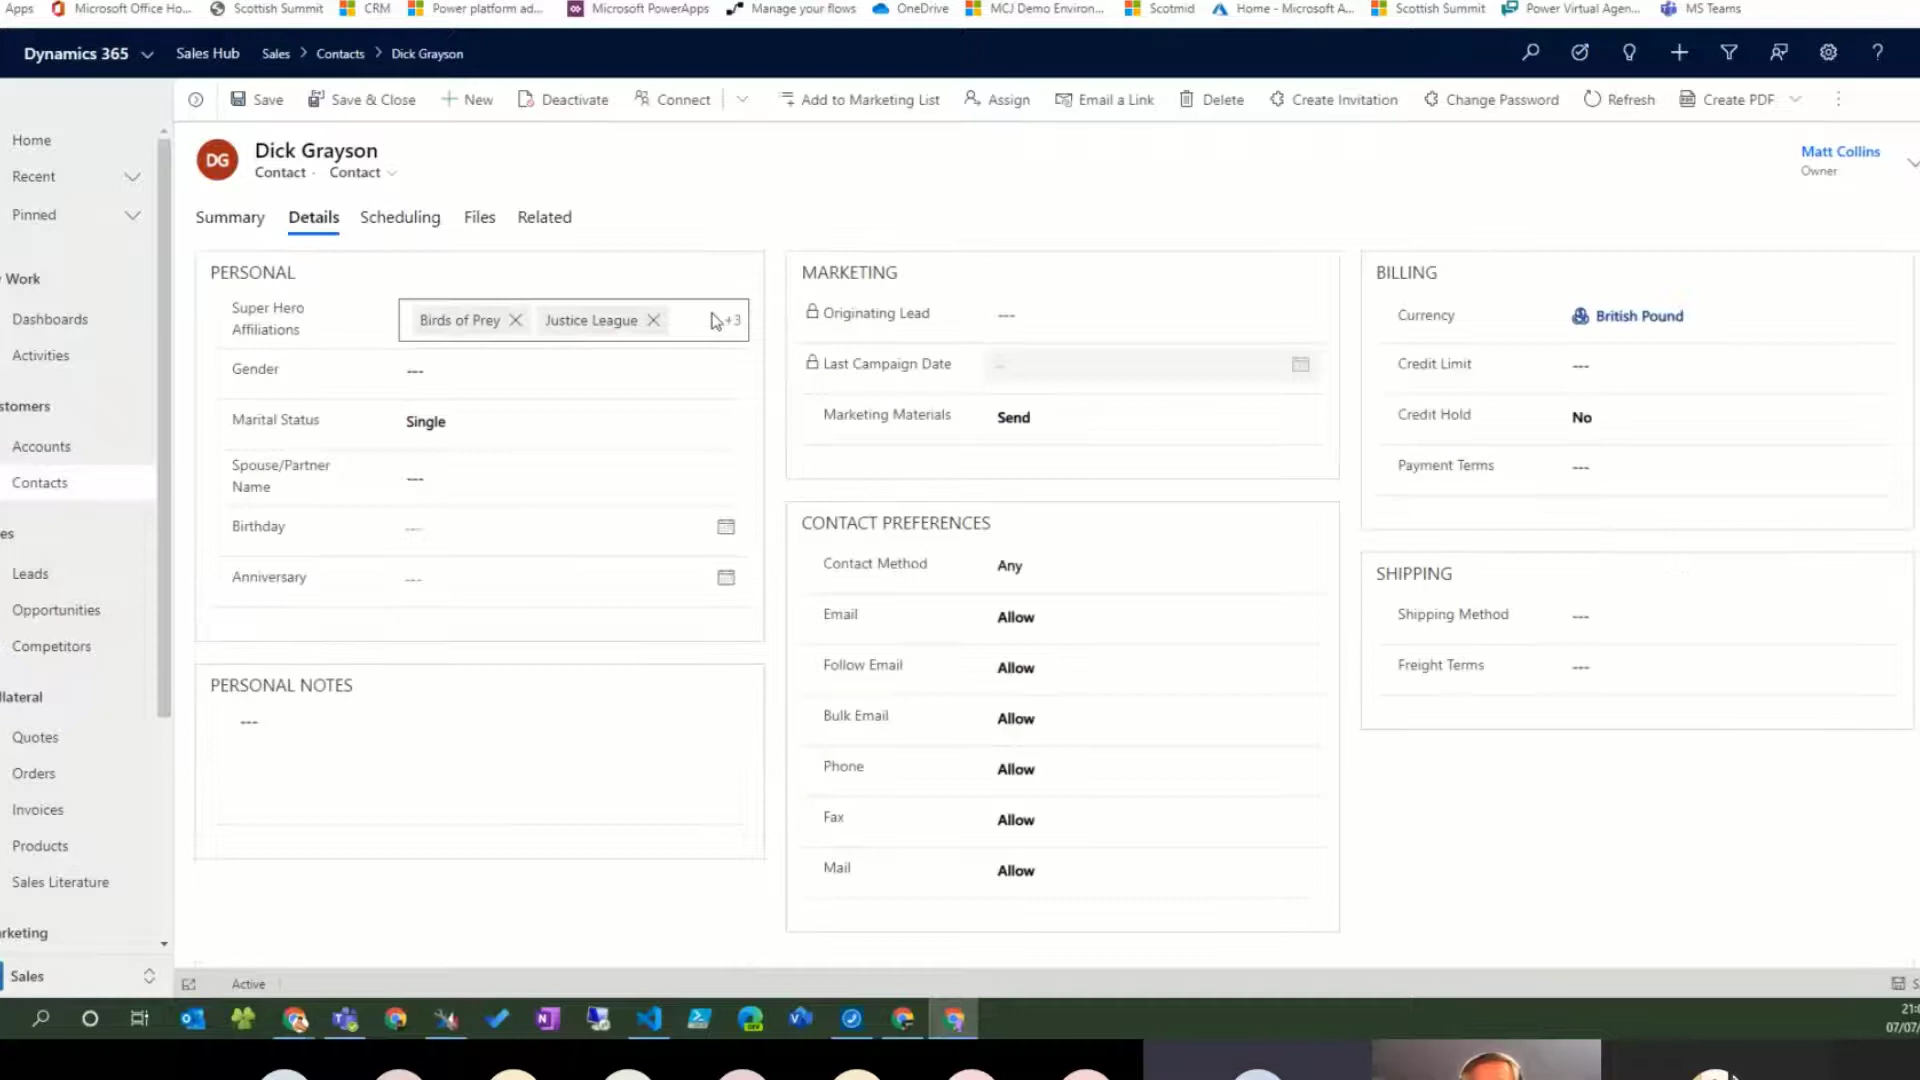 Apps Microsoft Office Ho... Scottish Summit CRM Power platform ad... Microsoft PowerApps Manage your flows OneDrive MCJ Demo Environ... Scotmid Home - Microsoft A... Scottish Summit Power Virtual Agen... MS Teams
Dynamics 365 Sales Hub Sales > Contacts > Dick Grayson
Save Save & Close New Deactivate Connect Add to Marketing List Assign Email a Link Delete Create Invitation Change Password Refresh Create PDF
Home
Recent
Pinned
Work
Dashboards
Activities
stomers
Accounts
Contacts
es
Leads
Opportunities
Competitors
llateral
Quotes
Orders
Invoices
Products
Sales Literature
rketing
Sales
DG
Dick Grayson
Contact · Contact
Matt Collins
Owner
Summary Details Scheduling Files Related
PERSONAL
Super Hero
Affiliations
Birds of Prey Justice League +3
Gender ---
Marital Status Single
Spouse/Partner
Name
---
Birthday ---
Anniversary ---
PERSONAL NOTES
---
MARKETING
Originating Lead ---
Last Campaign Date ---
Marketing Materials Send
CONTACT PREFERENCES
Contact Method Any
Email Allow
Follow Email Allow
Bulk Email Allow
Phone Allow
Fax Allow
Mail Allow
BILLING
Currency British Pound
Credit Limit ---
Credit Hold No
Payment Terms ---
SHIPPING
Shipping Method ---
Freight Terms ---
Active
S
21:0
07/07/